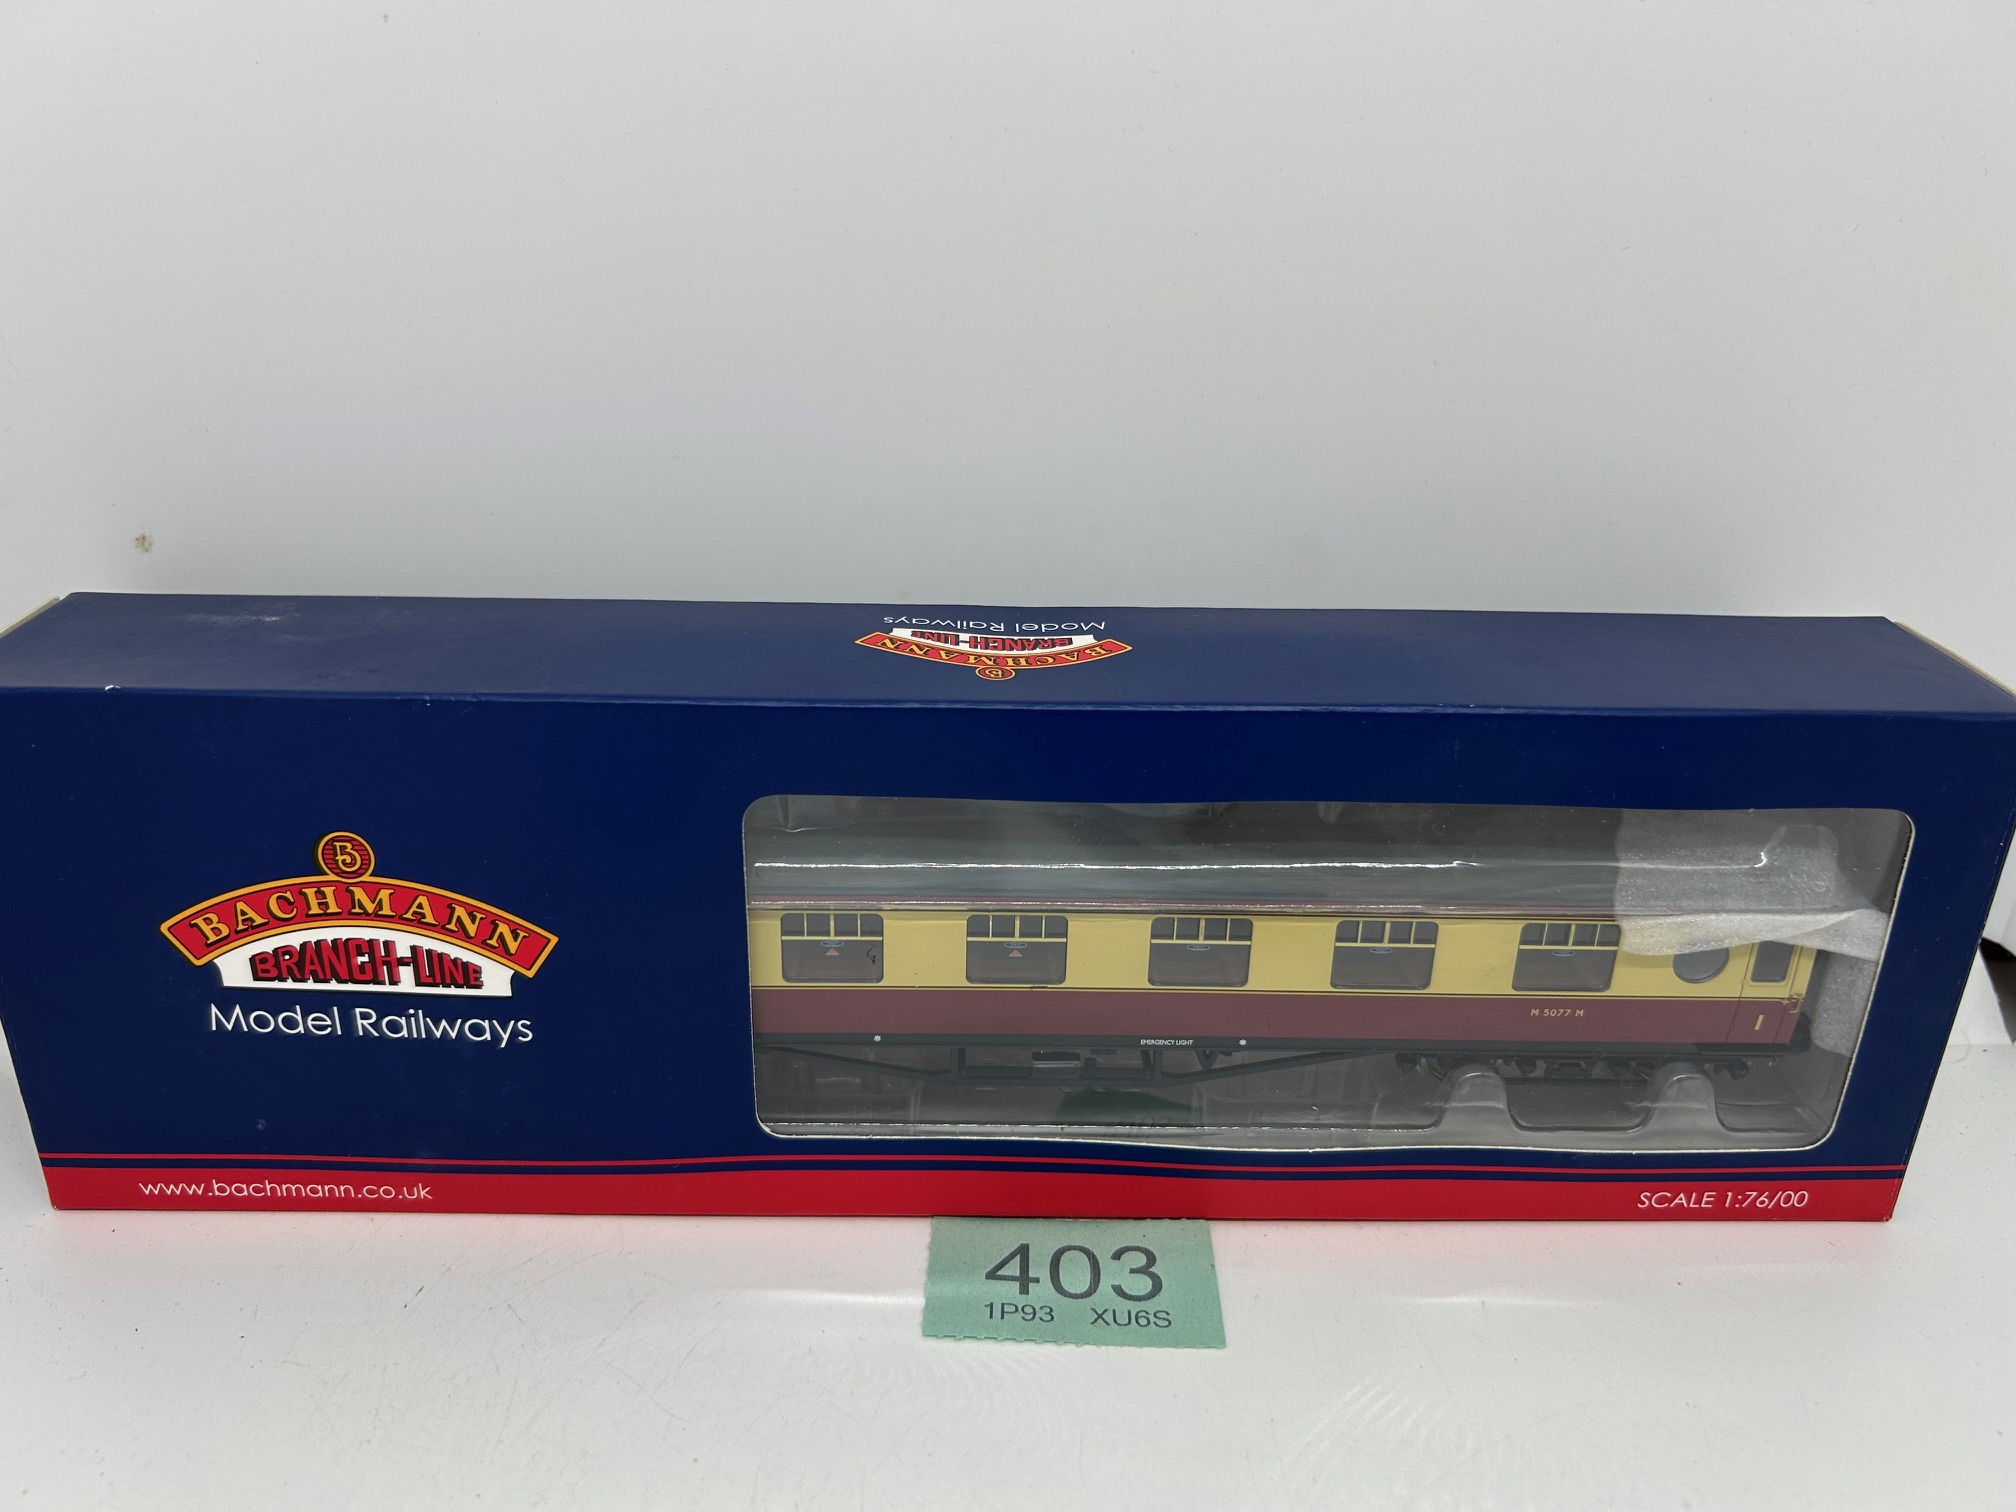 Model Railways
BRANCH-LINE
BACHMANN
B
B
BACHMANN
BRANCH-LINE
Model Railways
M 5077 M
1
EMERGENCY LIGHT
www.bachmann.co.uk
SCALE 1:76/00
403
1P93 XU6S